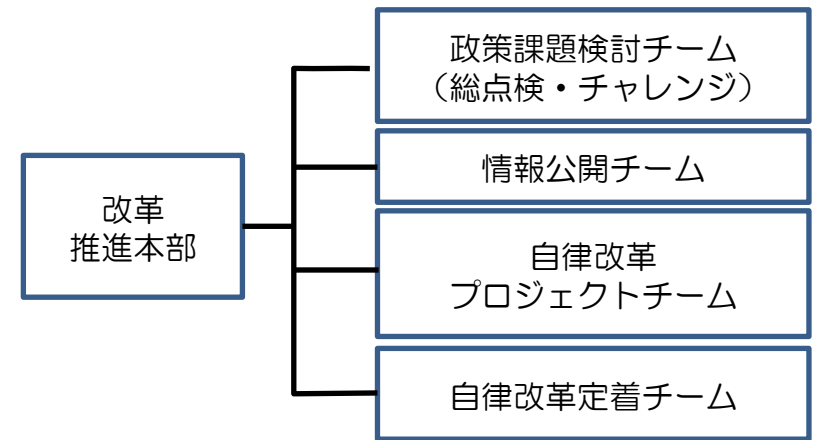 政策課題検討チーム
（総点検・チャレンジ）
情報公開チーム
改革
推進本部
自律改革
プロジェクトチーム
自律改革定着チーム